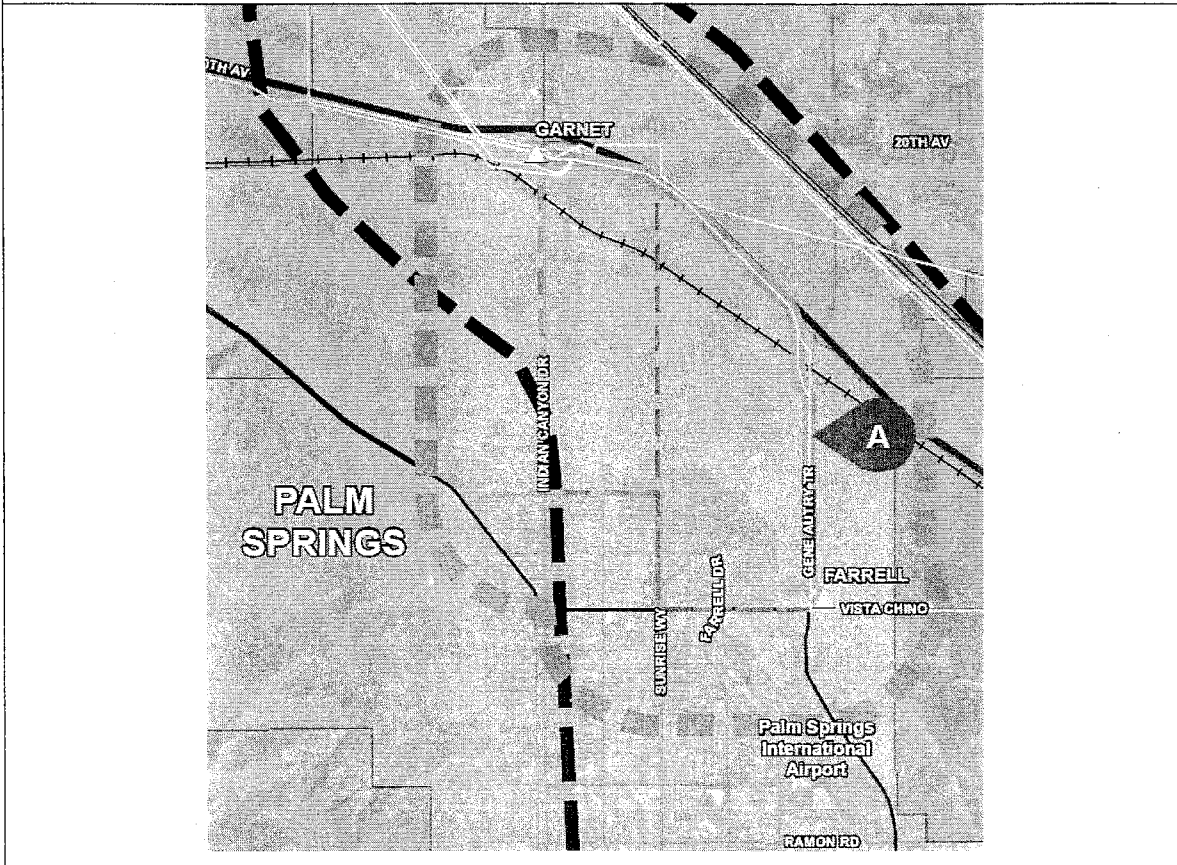 0TH AV
GARNET
20TH AV
INDIAN CANYON DR
A
PALM
SPRINGS
GENE AUTRY TR
FARRELL DR
FARRELL
VISTA CHINO
SUNRISE WY
Palm Springs
International
Airport
RAMON RD